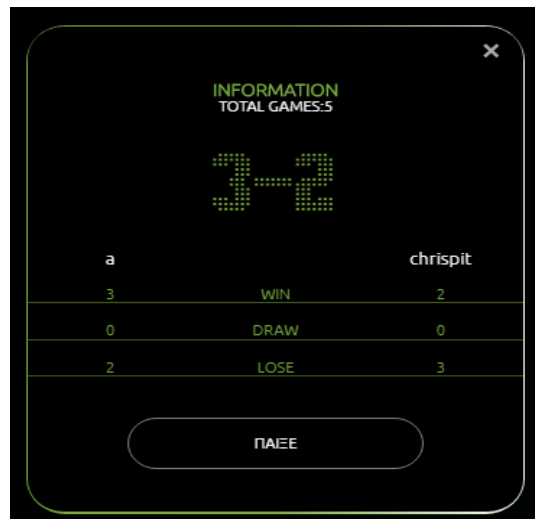 ×
INFORMATION
TOTAL GAMES:5
3-2
a chrispit
3 WIN 2
0 DRAW 0
2 LOSE 3
ΠΑΙΞΕ